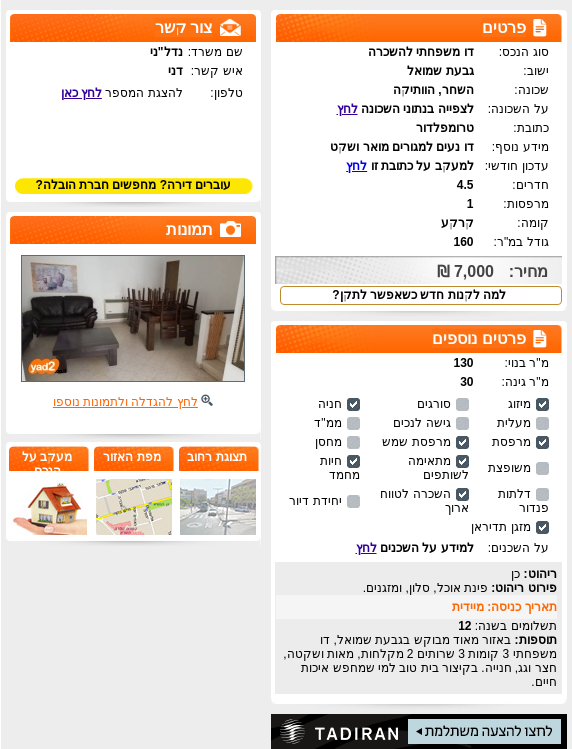 פרטים
סוג הנכס: דו משפחתי להשכרה
ישוב: גבעת שמואל
שכונה: השחר, הוותיקה
על השכונה: לצפייה בנתוני השכונה לחץ
כתובת: טרומפלדור
מידע נוסף: דו נעים למגורים מואר ושקט
עדכון חודשי: למעקב על כתובת זו לחץ
חדרים: 4.5
מרפסות: 1
קומה: קרקע
גודל במ"ר: 160
מחיר: 7,000 ₪
למה לקנות חדש כשאפשר לתקן?
פרטים נוספים
מ"ר בנוי: 130
מ"ר גינה: 30
מיזוג סורגים חניה
מעלית גישה לנכים ממ"ד
מרפסת מרפסת שמש מחסן
משופצת מתאימה לשותפים חיות מחמד
דלתות פנדור השכרה לטווח ארוך יחידת דיור
מזגן תדיראן
על השכנים: למידע על השכנים לחץ
ריהוט: כן
פירוט ריהוט: פינת אוכל, סלון, ומזגנים.
תאריך כניסה: מיידית
תשלומים בשנה: 12
תוספות: באזור מאוד מבוקש בגבעת שמואל, דו
משפחתי 3 קומות 3 שרותים 2 מקלחות, מאות ושקטה,
חצר וגג, חנייה. בקיצור בית טוב למי שמחפש איכות
חיים.
לחצו להצעה משתלמת
TADIRAN
צור קשר
שם משרד: נדל"ני
איש קשר: דני
טלפון: להצגת המספר לחץ כאן
עוברים דירה? מחפשים חברת הובלה?
תמונות
yad2
לחץ להגדלה ולתמונות נוספו
תצוגת רחוב
מפת האזור
מעקב על
הנכס